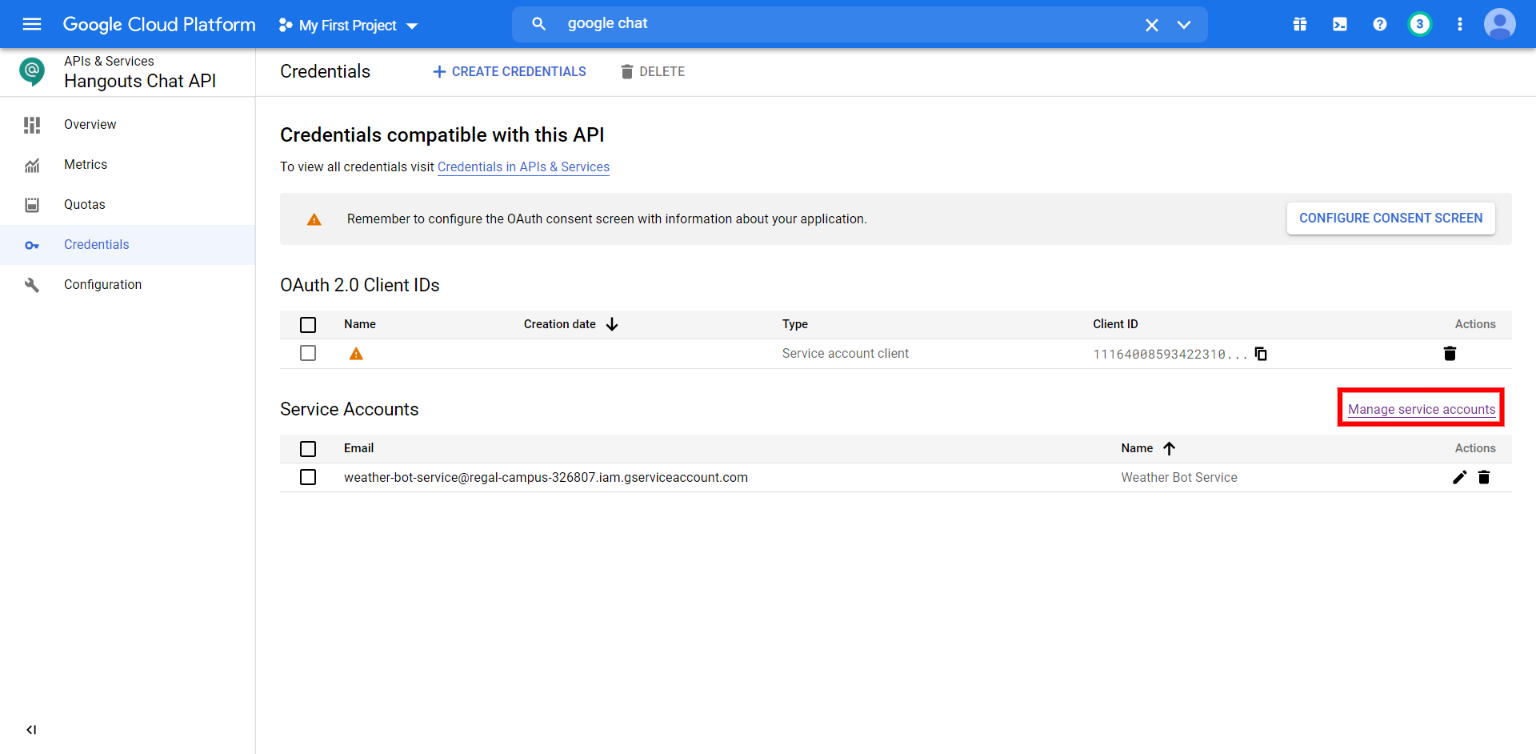 Google Cloud Platform My First Project google chat 3
APIs & Services
Hangouts Chat API
Credentials CREATE CREDENTIALS DELETE
Overview
Metrics
Quotas
Credentials
Configuration
Credentials compatible with this API
To view all credentials visit Credentials in APIs & Services
Remember to configure the OAuth consent screen with information about your application. CONFIGURE CONSENT SCREEN
OAuth 2.0 Client IDs
Name Creation date Type Client ID Actions
Service account client 11164008593422310...
Service Accounts Manage service accounts
Email Name Actions
weather-bot-service@regal-campus-326807.iam.gserviceaccount.com Weather Bot Service